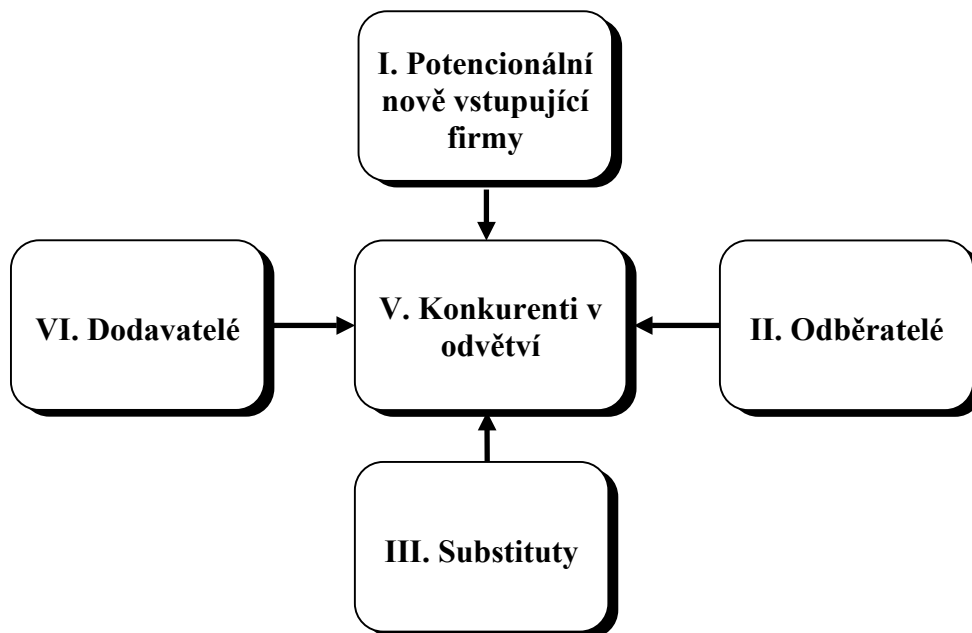 I. Potencionální
nově vstupující
firmy
VI. Dodavatelé
V. Konkurenti v
odvětví
II. Odběratelé
III. Substituty